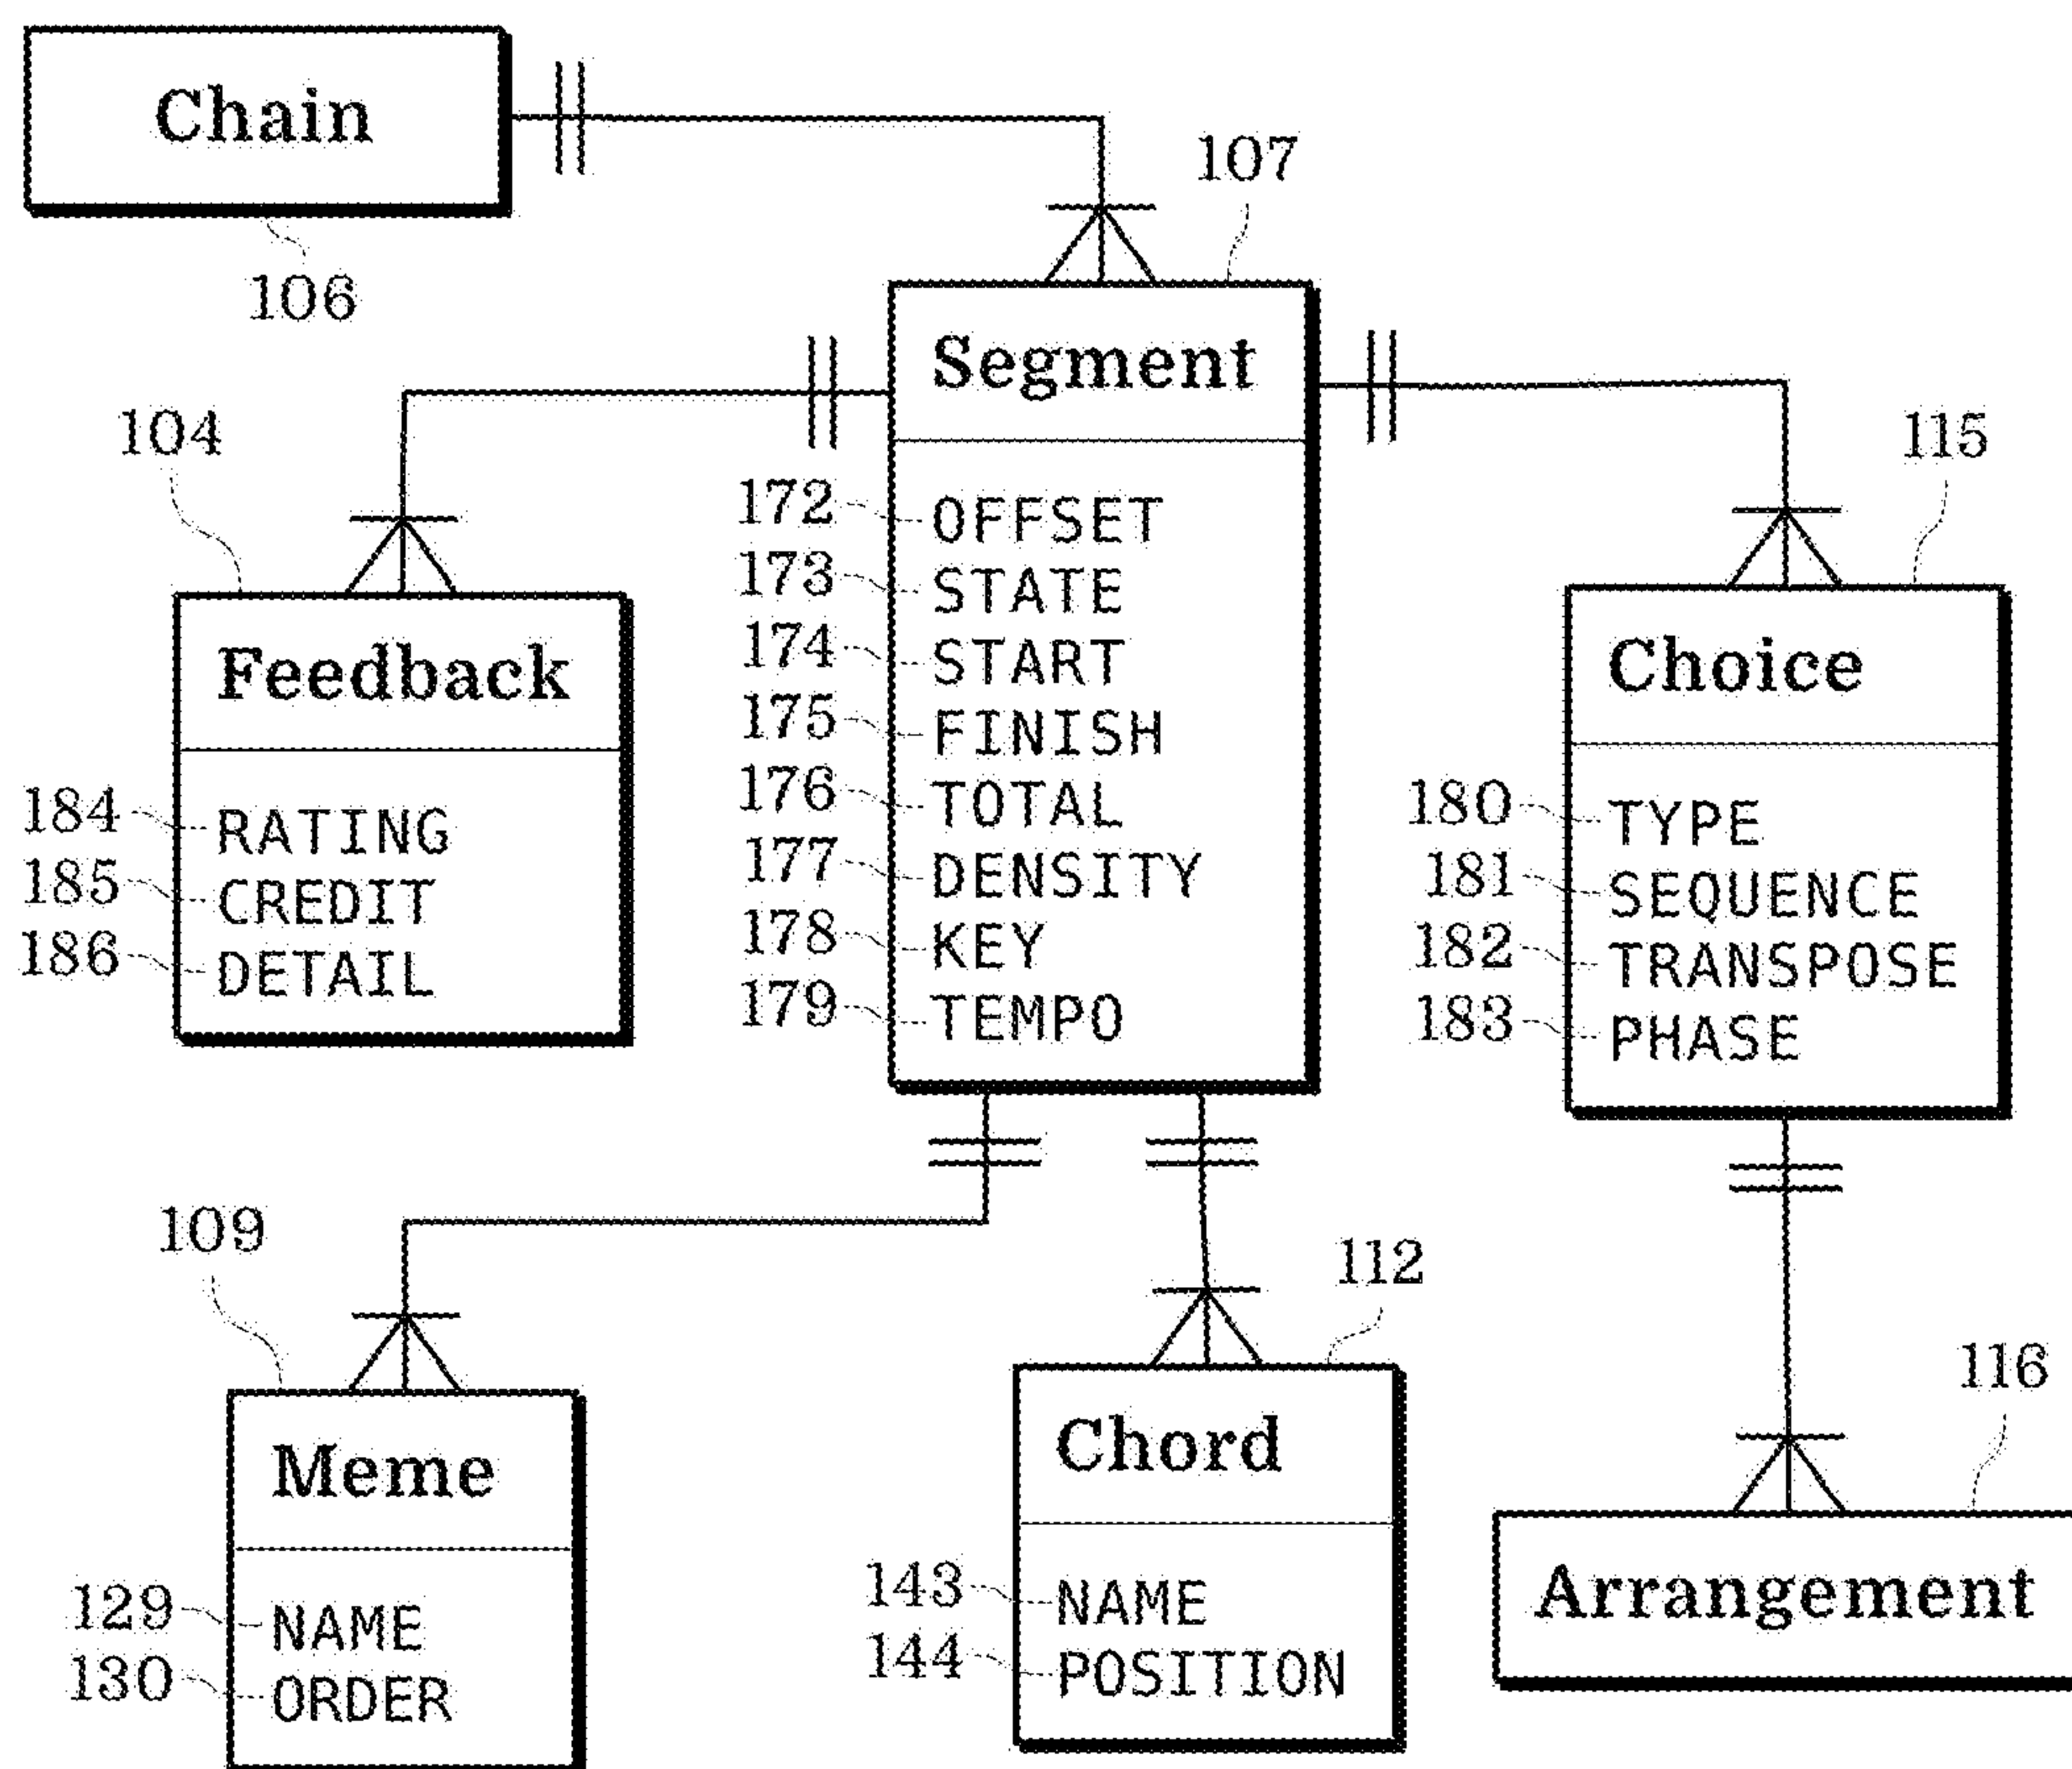 Chain
106
107
Segment
172 OFFSET
173 STATE
174 START
175 FINISH
176 TOTAL
177 DENSITY
178 KEY
179 TEMPO
104
Feedback
184 RATING
185 CREDIT
186 DETAIL
115
Choice
180 TYPE
181 SEQUENCE
182 TRANSPOSE
183 PHASE
109
Meme
129 NAME
130 ORDER
112
Chord
143 NAME
144 POSITION
116
Arrangement